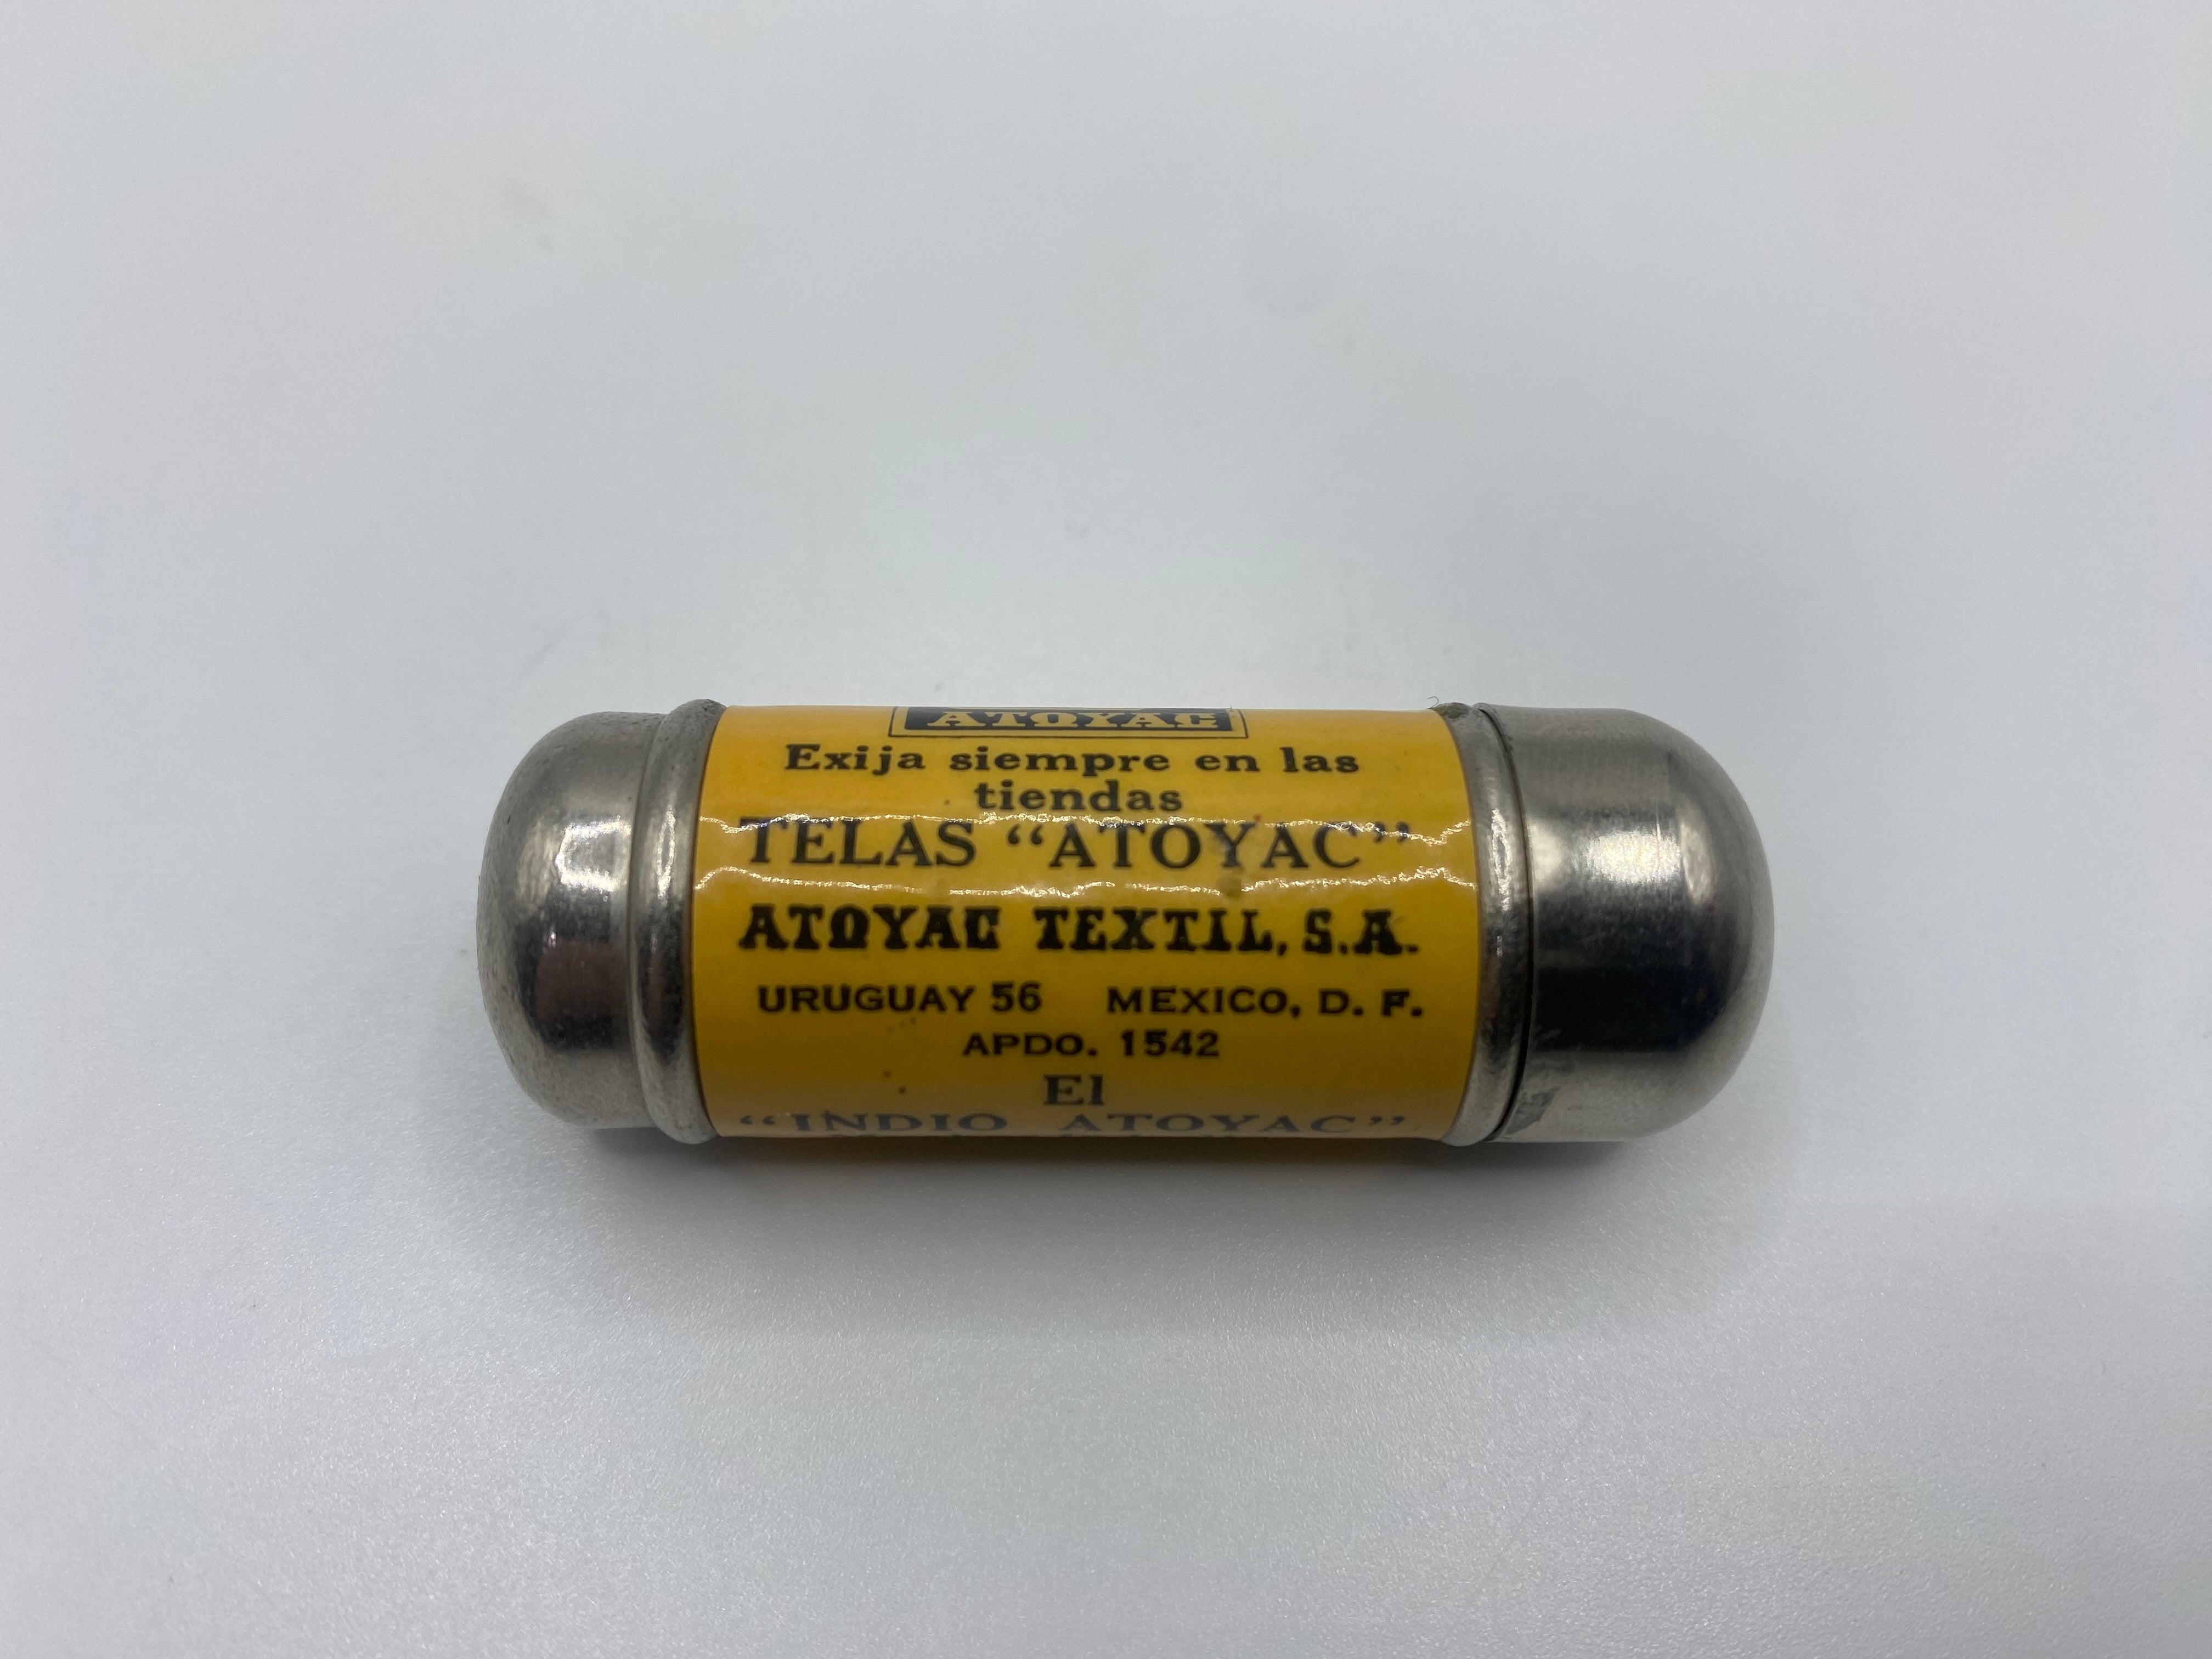 ATOYAC
Exija siempre en las
tiendas
TELAS “ATOYAC”
ATOYAC TEXTIL, S.A.
URUGUAY 56 MEXICO, D. F.
APDO. 1542
El
“INDIO ATOYAC”